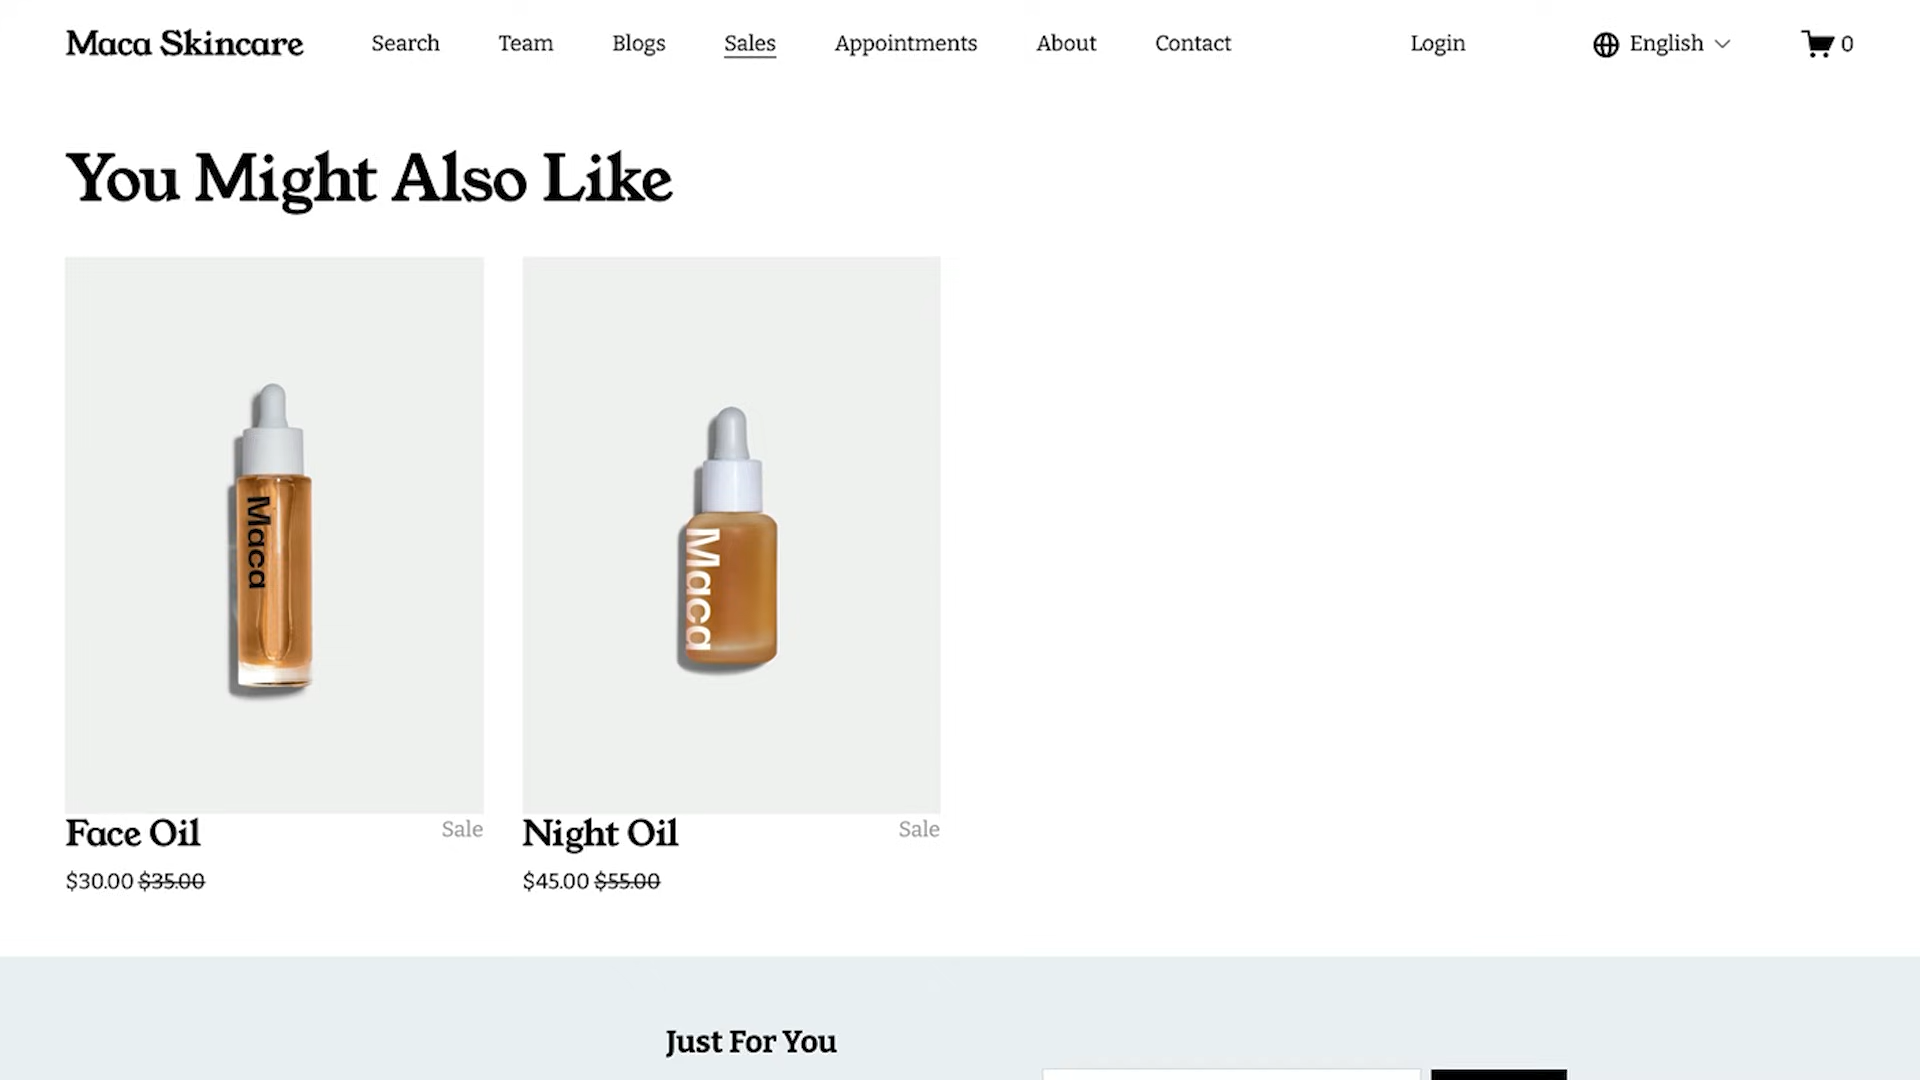 Maca Skincare Search Team Blogs Sales Appointments About Contact Login English 0
You Might Also Like
Maca
Maca
Face Oil Sale
$30.00 $35.00
Night Oil Sale
$45.00 $55.00
Just For You